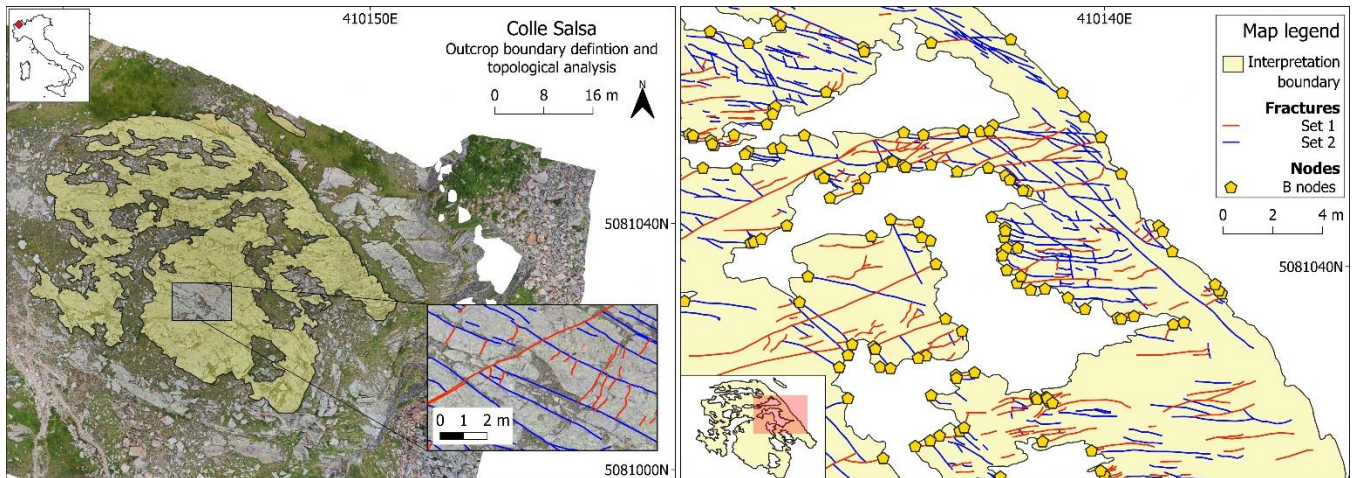 410150E
Colle Salsa
Outcrop boundary defintion and
topological analysis
0 8 16 m
N
5081040N
0 1 2 m
5081000N
410140E
Map legend
Interpretation
boundary
Fractures
Set 1
Set 2
Nodes
B nodes
0 2 4 m
5081040N